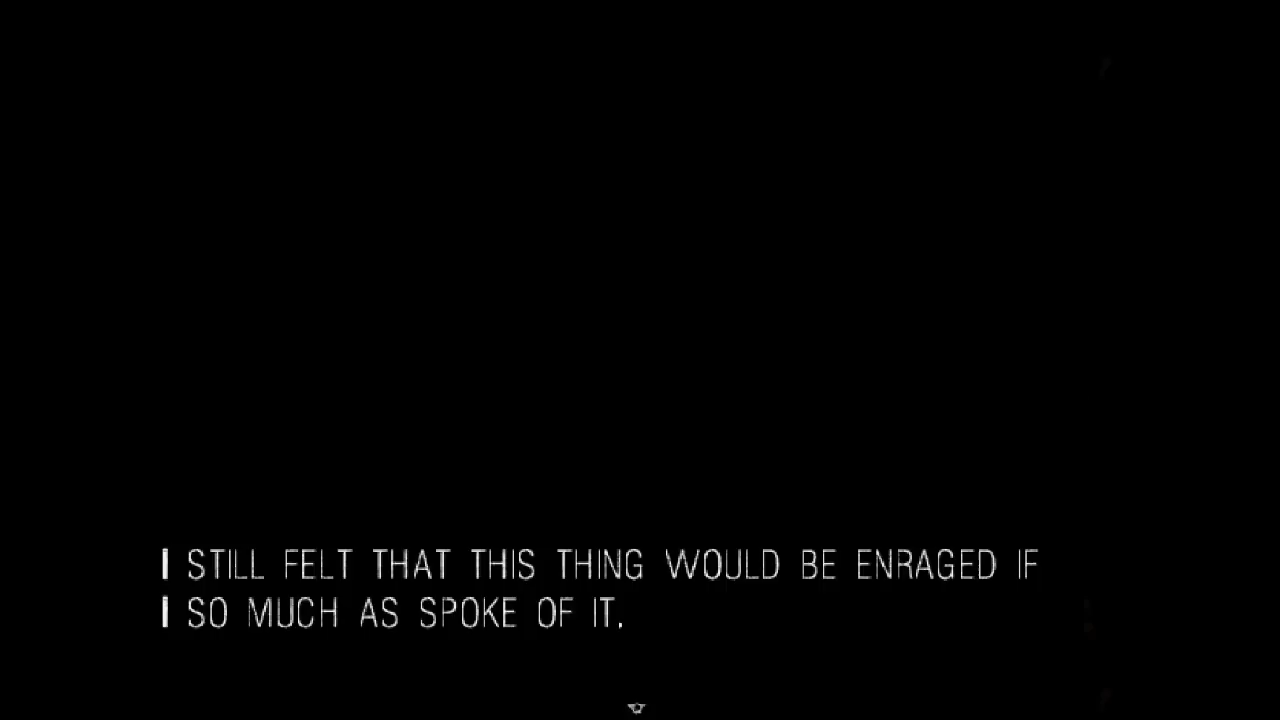 I STILL FELT THAT THIS THING WOULD BE ENRAGED IF
I SO MUCH AS SPOKE OF IT.